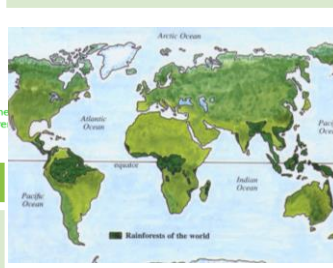 Arctic Ocean
Atlantic
Ocean
equator
Indian
Ocean
Pacific
Ocean
Rainforests of the world